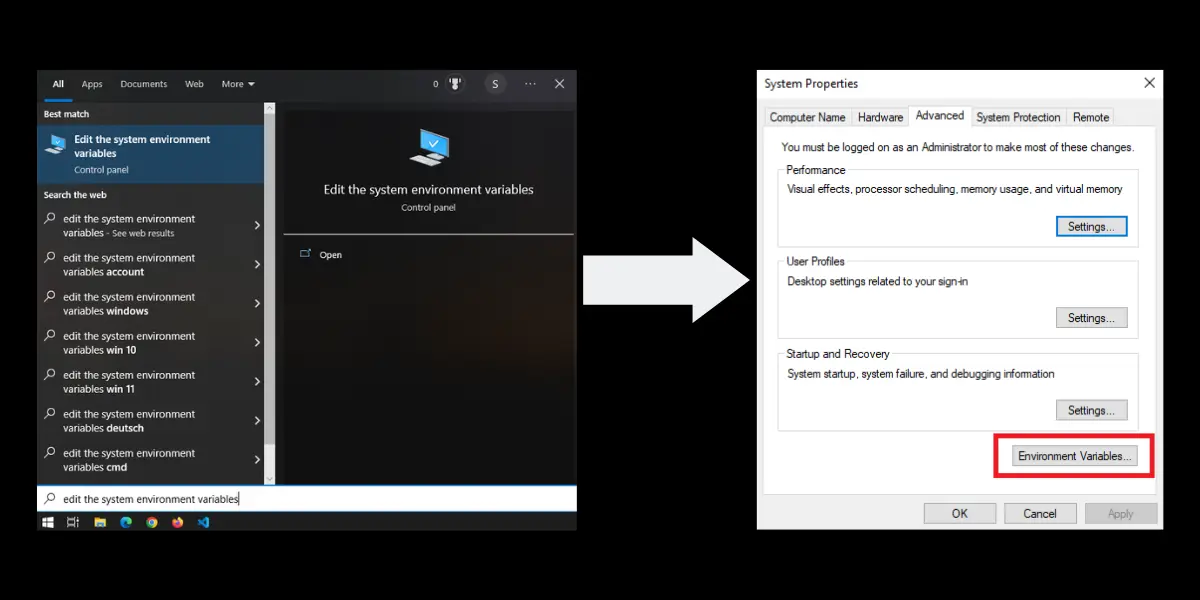 All Apps Documents Web More 0 S ...
Best match
Edit the system environment
variables
Control panel
Search the web
edit the system environment
variables - See web results
edit the system environment
variables account
edit the system environment
variables windows
edit the system environment
variables win 10
edit the system environment
variables win 11
edit the system environment
variables deutsch
edit the system environment
variables cmd
edit the system environment variables
Edit the system environment variables
Control panel
Open
System Properties
Computer Name Hardware Advanced System Protection Remote
You must be logged on as an Administrator to make most of these changes.
Performance
Visual effects, processor scheduling, memory usage, and virtual memory
Settings...
User Profiles
Desktop settings related to your sign-in
Settings...
Startup and Recovery
System startup, system failure, and debugging information
Settings...
Environment Variables...
OK Cancel Apply